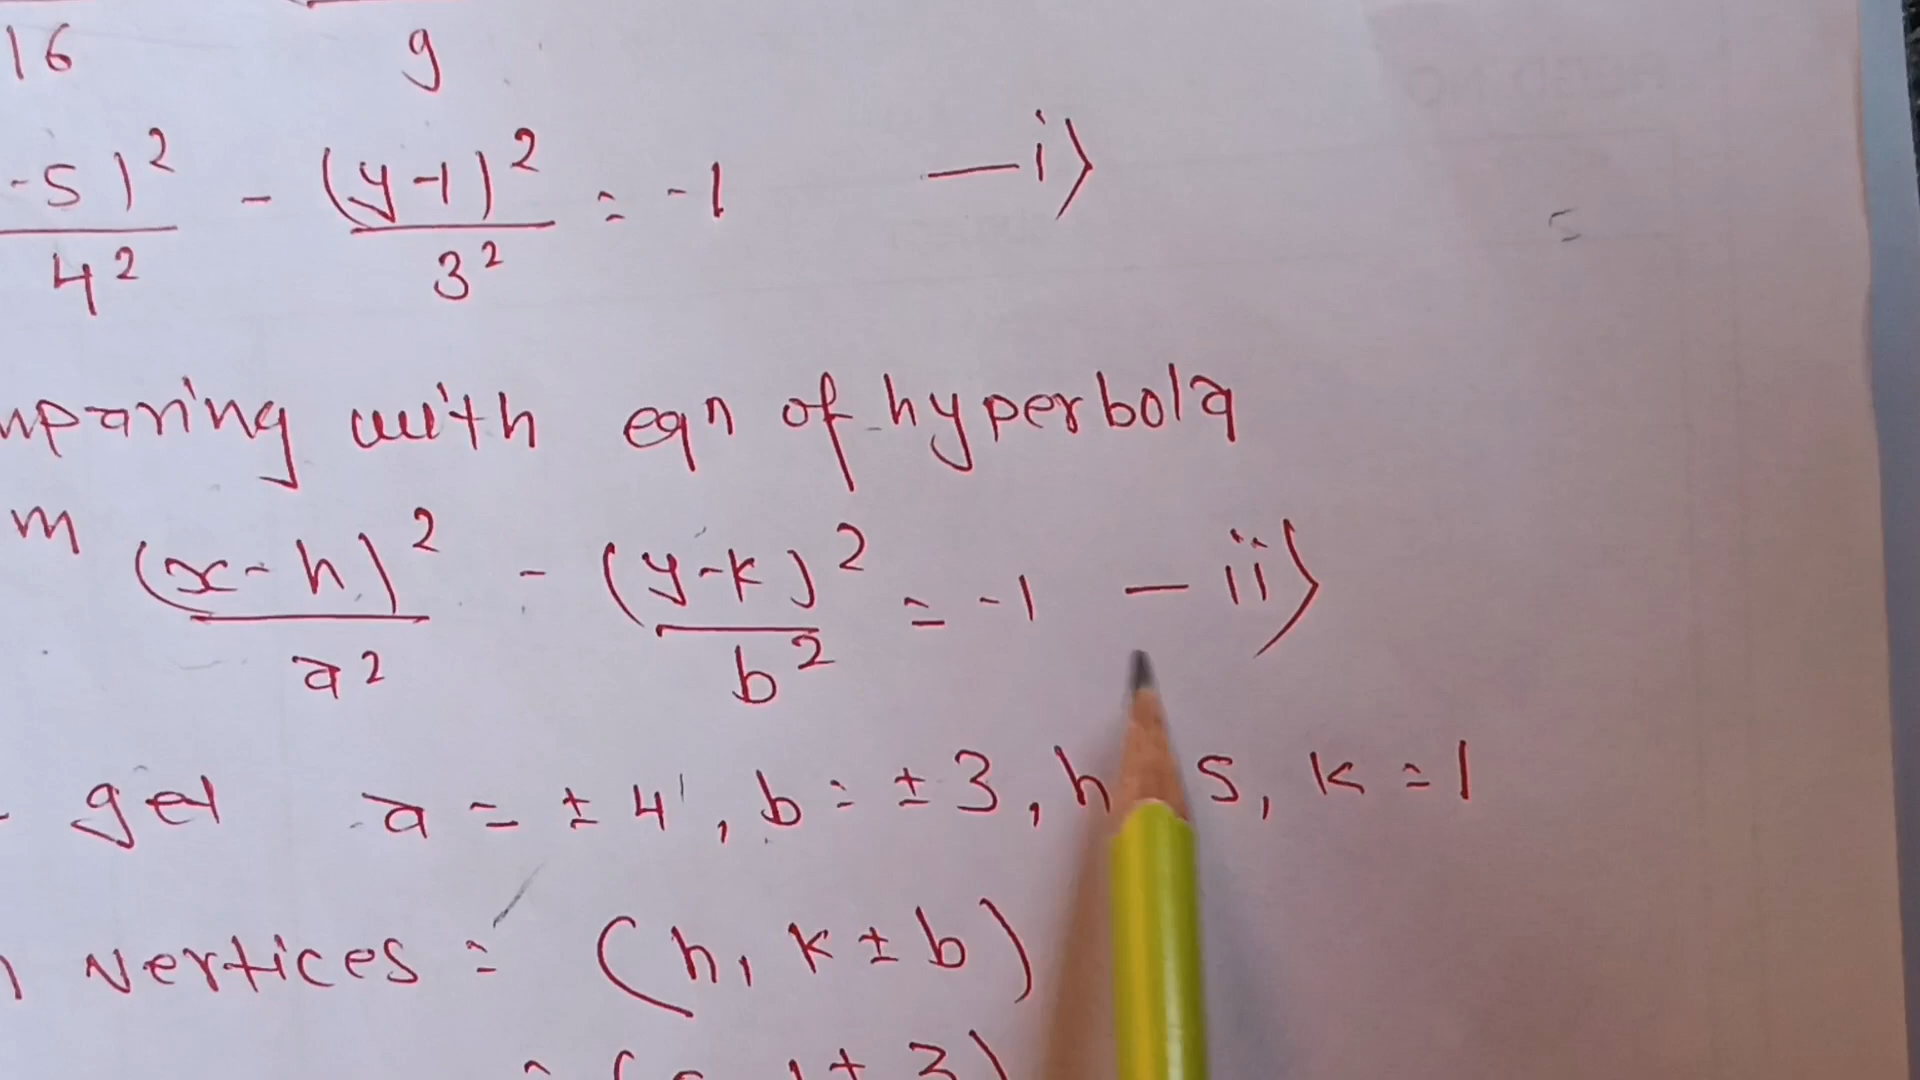 16 9
-5)² - (y-1)² = -1 —i)
4² 3²
mparing with eqn of hyperbola
m (x-h)² - (y-k)² = -1 —ii)
a² b²
get a = ±4, b = ±3, h 5, k = 1
vertices = (h, k ± b)